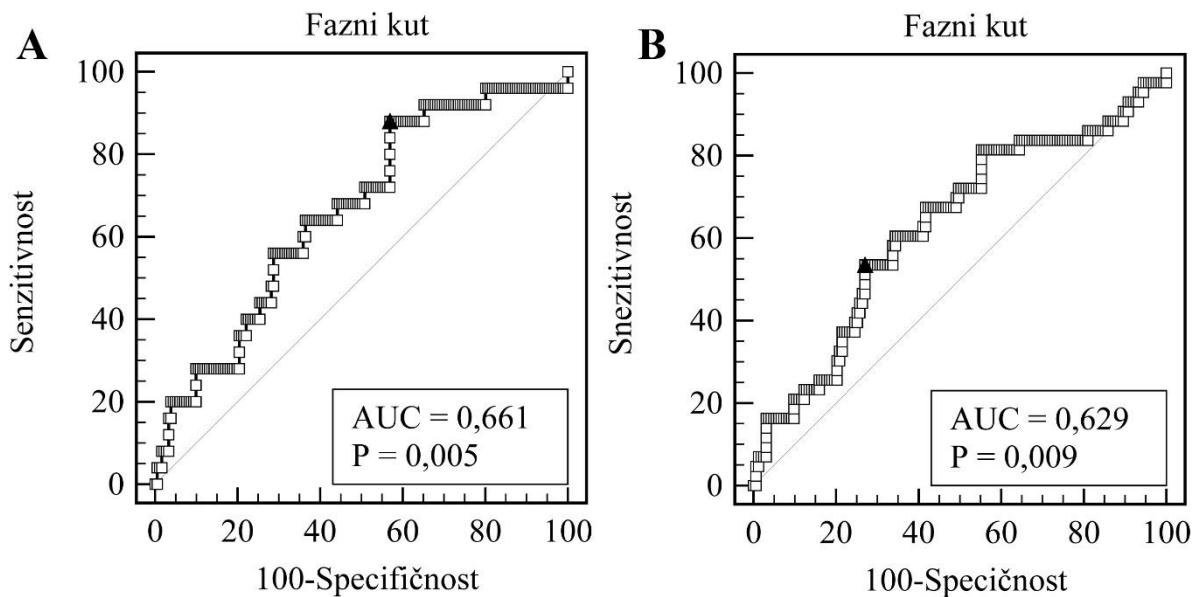 A
Fazni kut
100
80
60
40
20
0
Senzitivnost
AUC = 0,661
P = 0,005
0 20 40 60 80 100
100-Specifičnost
B
Fazni kut
100
80
60
40
20
0
Snezitivnost
AUC = 0,629
P = 0,009
0 20 40 60 80 100
100-Specičnost